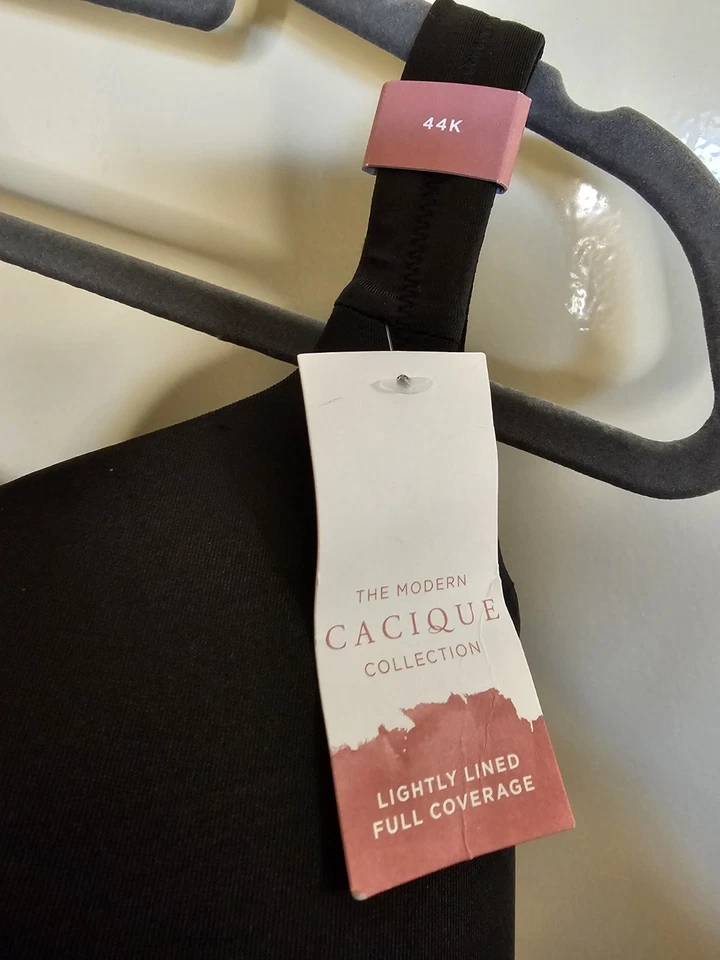 44K
THE MODERN
CACIQUE
COLLECTION
LIGHTLY LINED
FULL COVERAGE